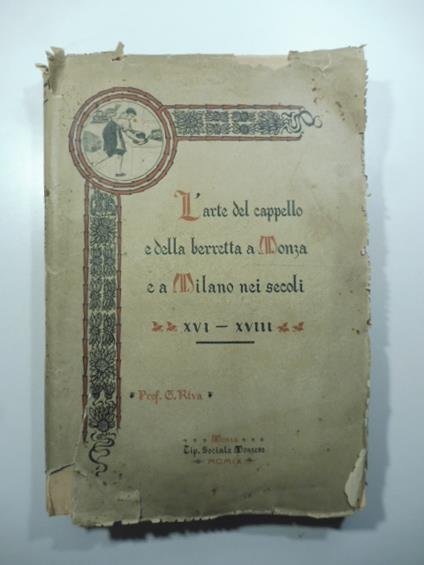 L'arte del cappello
e della berretta a Monza
e a Milano nei secoli
XVI — XVIII
Prof. G. Riva
Monza
Tip. Sociale Monzese
MCMIX